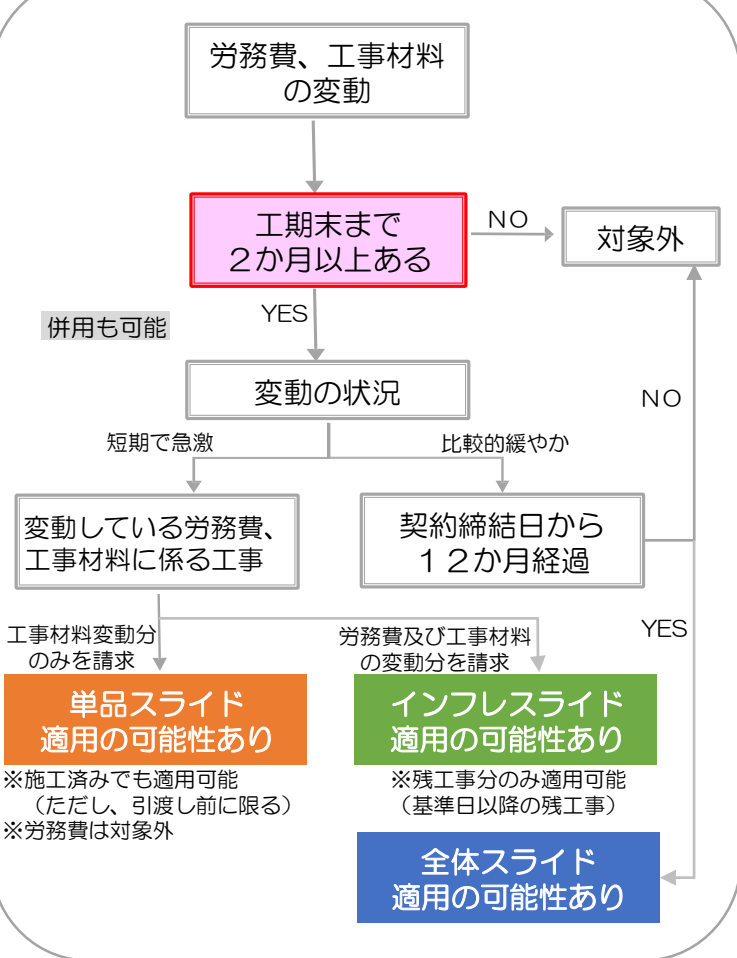 労務費、工事材料
の変動
工期末まで
２か月以上ある
ＮＯ
対象外
YES
併用も可能
変動の状況
ＮＯ
短期で急激
比較的緩やか
変動している労務費、
工事材料に係る工事
契約締結日から
１２か月経過
工事材料変動分
のみを請求
労務費及び工事材料
の変動分を請求
YES
単品スライド
適用の可能性あり
インフレスライド
適用の可能性あり
※施工済みでも適用可能
（ただし、引渡し前に限る）
※労務費は対象外
※残工事分のみ適用可能
（基準日以降の残工事）
全体スライド
適用の可能性あり